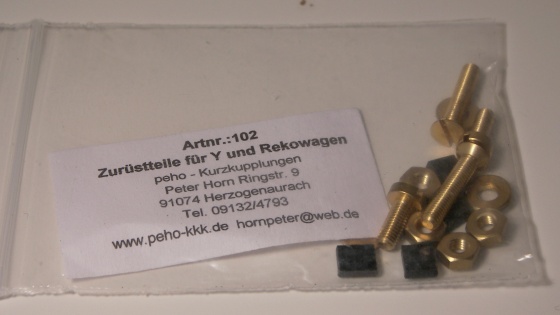 Artnr.:102
Zurüstteile für Y und Rekowagen
peho - Kurzkupplungen
Peter Horn Ringstr. 9
91074 Herzogenaurach
Tel. 09132/4793
www.peho-kkk.de hornpeter@web.de